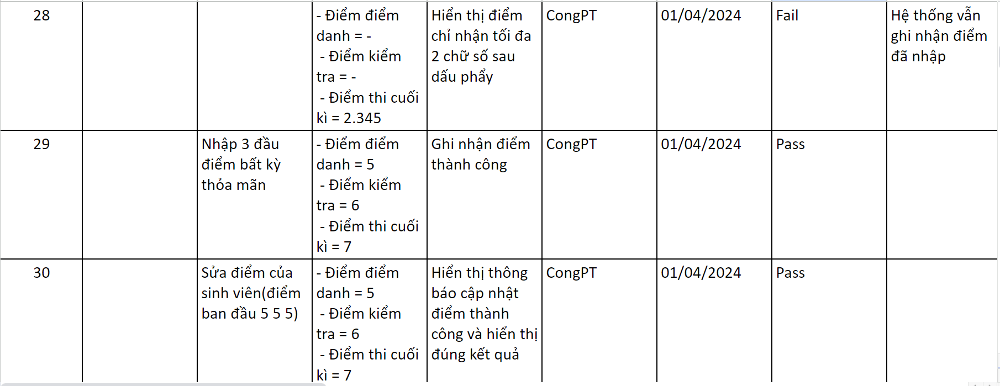 28
- Điểm điểm
danh = -
- Điểm kiểm
tra = -
- Điểm thi cuối
kì = 2.345
Hiển thị điểm
chỉ nhận tối đa
2 chữ số sau
dấu phẩy
CongPT
01/04/2024
Fail
Hệ thống vẫn
ghi nhận điểm
đã nhập
29
Nhập 3 đầu
điểm bất kỳ
thỏa mãn
- Điểm điểm
danh = 5
- Điểm kiểm
tra = 6
- Điểm thi cuối
kì = 7
Ghi nhận điểm
thành công
CongPT
01/04/2024
Pass
30
Sửa điểm của
sinh viên(điểm
ban đầu 5 5 5)
- Điểm điểm
danh = 5
- Điểm kiểm
tra = 6
- Điểm thi cuối
kì = 7
Hiển thị thông
báo cập nhật
điểm thành
công và hiển thị
đúng kết quả
CongPT
01/04/2024
Pass